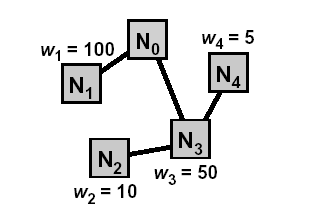 N₀
w₁ = 100
w₄ = 5
N₁
N₄
N₃
N₂
w₃ = 50
w₂ = 10